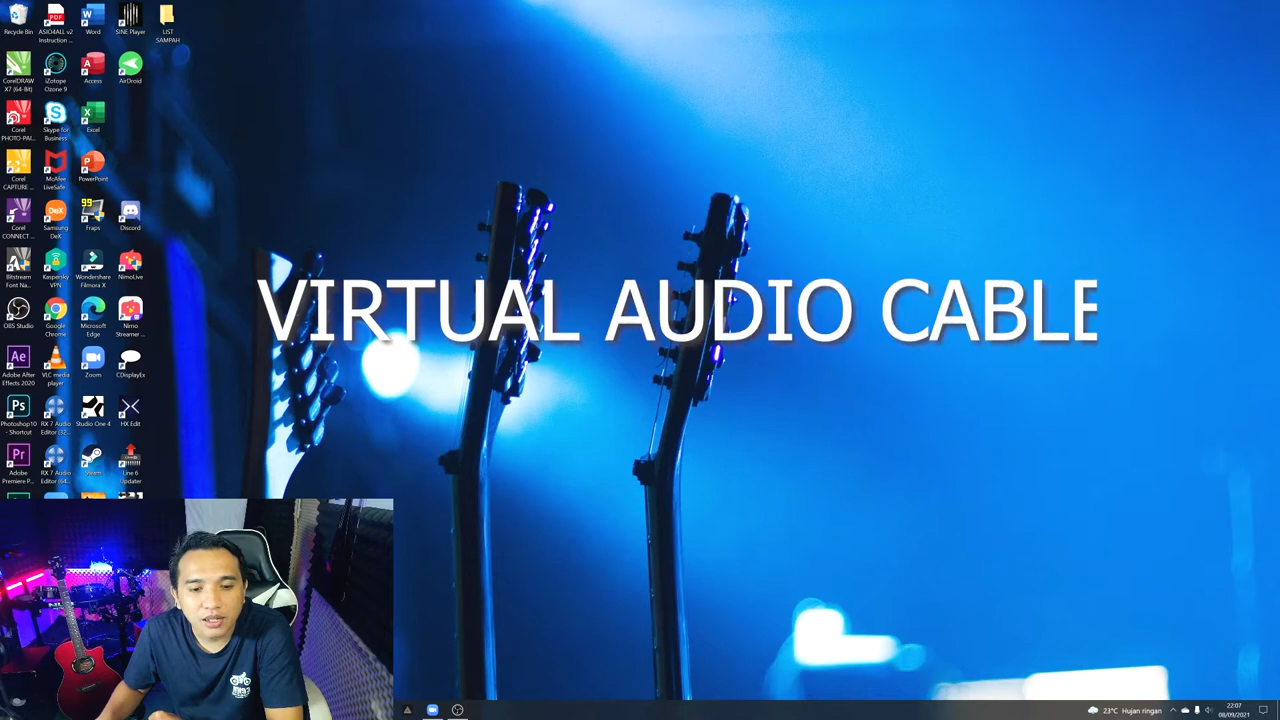 Recycle Bin
ASIO4ALL v2 Instruction ...
Word
SINE Player
LIST SAMPAH
CorelDRAW X7 (64-Bit)
iZotope Ozone 9
Access
AirDroid
Corel PHOTO-PAI...
Skype for Business
Excel
Corel CAPTURE ...
McAfee LiveSafe
PowerPoint
Corel CONNECT ...
Samsung DeX
Fraps
Discord
Bitstream Font Na...
Kaspersky VPN
Wondershare Filmora X
NimoLive
OBS Studio
Google Chrome
Microsoft Edge
Nimo Streamer ...
Adobe After Effects 2020
VLC media player
Zoom
CDisplayEx
Photoshop10 - Shortcut
RX 7 Audio Editor (32...
Studio One 4
HX Edit
Adobe Premiere P...
RX 7 Audio Editor (64...
Steam
Line 6 Updater
VIRTUAL AUDIO CABLE
23°C Hujan ringan
22:07
08/09/2021